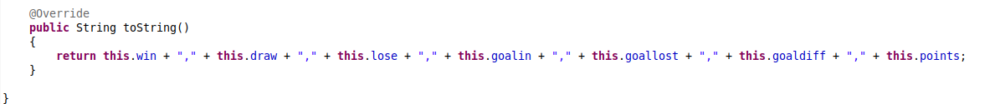 @Override
public String toString()
{
return this.win + "," + this.draw + "," + this.lose + "," + this.goalin + "," + this.goallost + "," + this.goaldiff + "," + this.points;
}
}